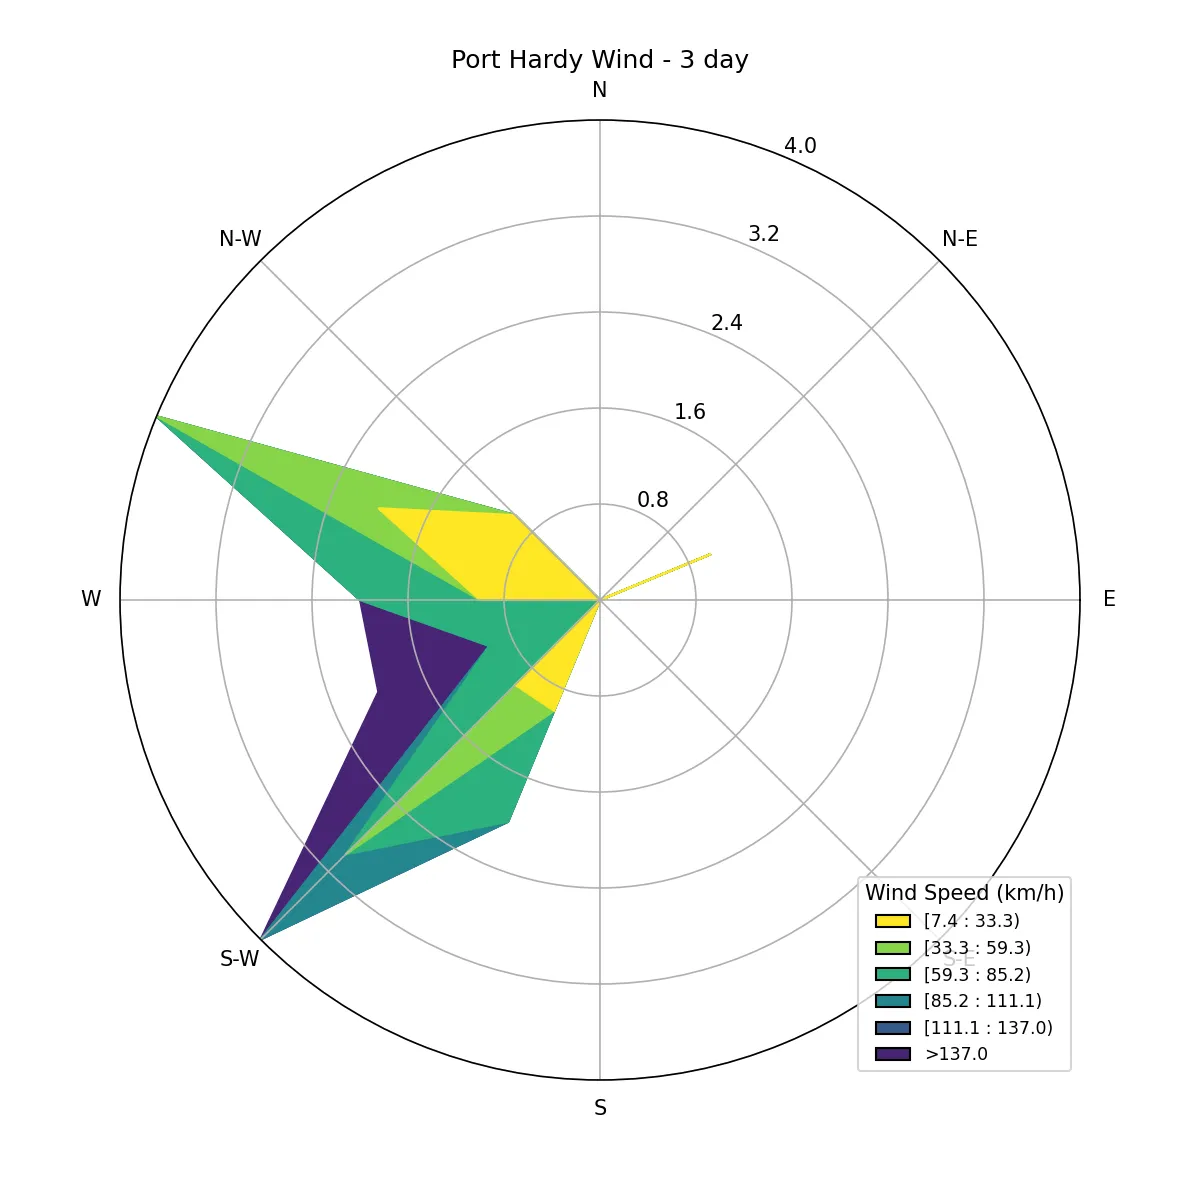 Port Hardy Wind - 3 day
N
4.0
N-W
3.2
N-E
2.4
1.6
0.8
W
E
S-W
S-E
S
Wind Speed (km/h)
[7.4 : 33.3)
[33.3 : 59.3)
[59.3 : 85.2)
[85.2 : 111.1)
[111.1 : 137.0)
>137.0